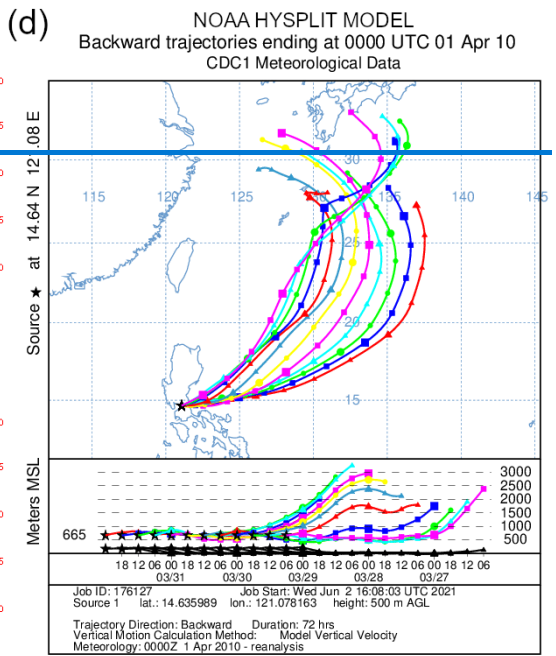 (d)
NOAA HYSPLIT MODEL
Backward trajectories ending at 0000 UTC 01 Apr 10
CDC1 Meteorological Data
Source ★ at 14.64 N 12 .08 E
30
115
120
125
135
140
145
25
20
15
Meters MSL
665
3000
2500
2000
1500
1000
500
18 12 06 00 18 12 06 00 18 12 06 00 18 12 06 00 18 12 06 00 18 12 06
03/31 03/30 03/29 03/28 03/27
Job ID: 176127 Job Start: Wed Jun 2 16:08:03 UTC 2021
Source 1 lat.: 14.635989 lon.: 121.078163 height: 500 m AGL
Trajectory Direction: Backward Duration: 72 hrs
Vertical Motion Calculation Method: Model Vertical Velocity
Meteorology: 0000Z 1 Apr 2010 - reanalysis